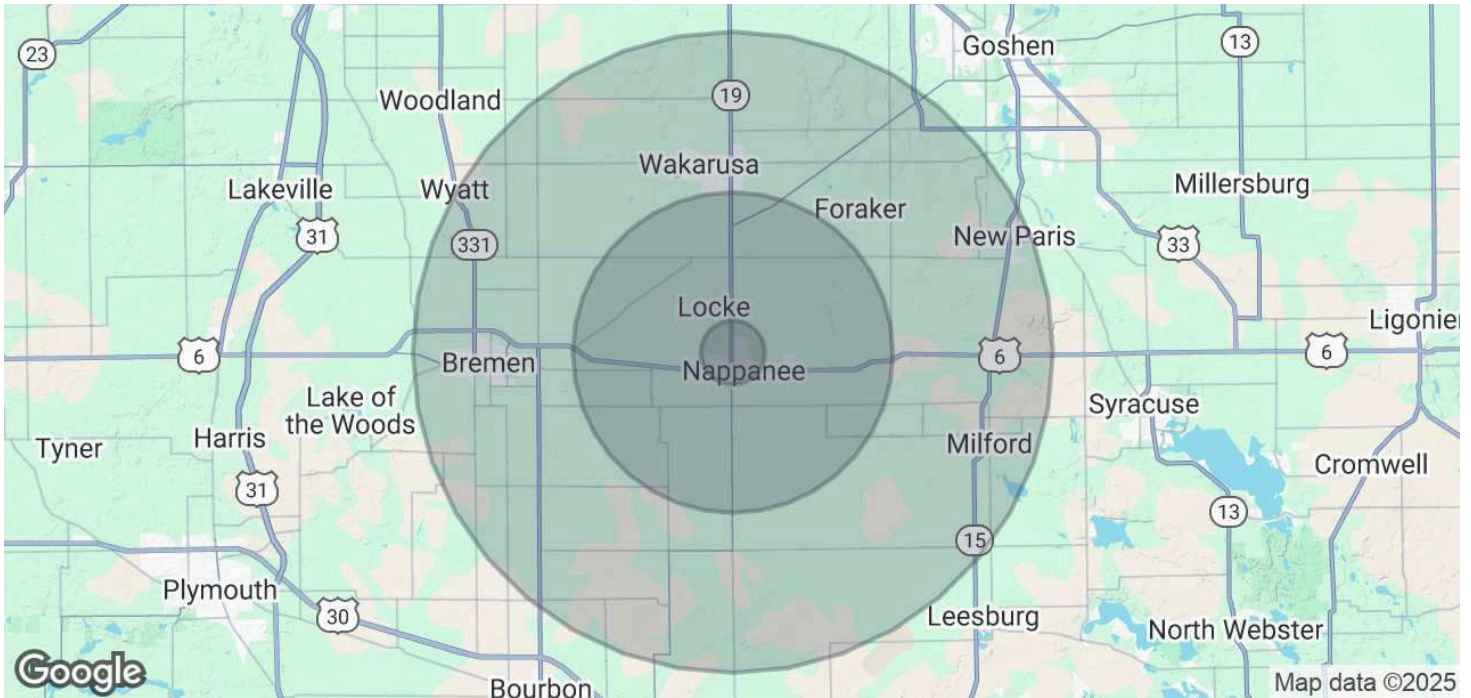 23
Goshen
13
Woodland
19
Wakarusa
Lakeville
Wyatt
Millersburg
Foraker
31
331
New Paris
33
Locke
Ligonier
6
Bremen
Nappanee
6
6
Lake of
the Woods
Syracuse
Tyner
Harris
Milford
Cromwell
31
13
15
Plymouth
30
Leesburg
North Webster
Google
Bourbon
Map data ©2025